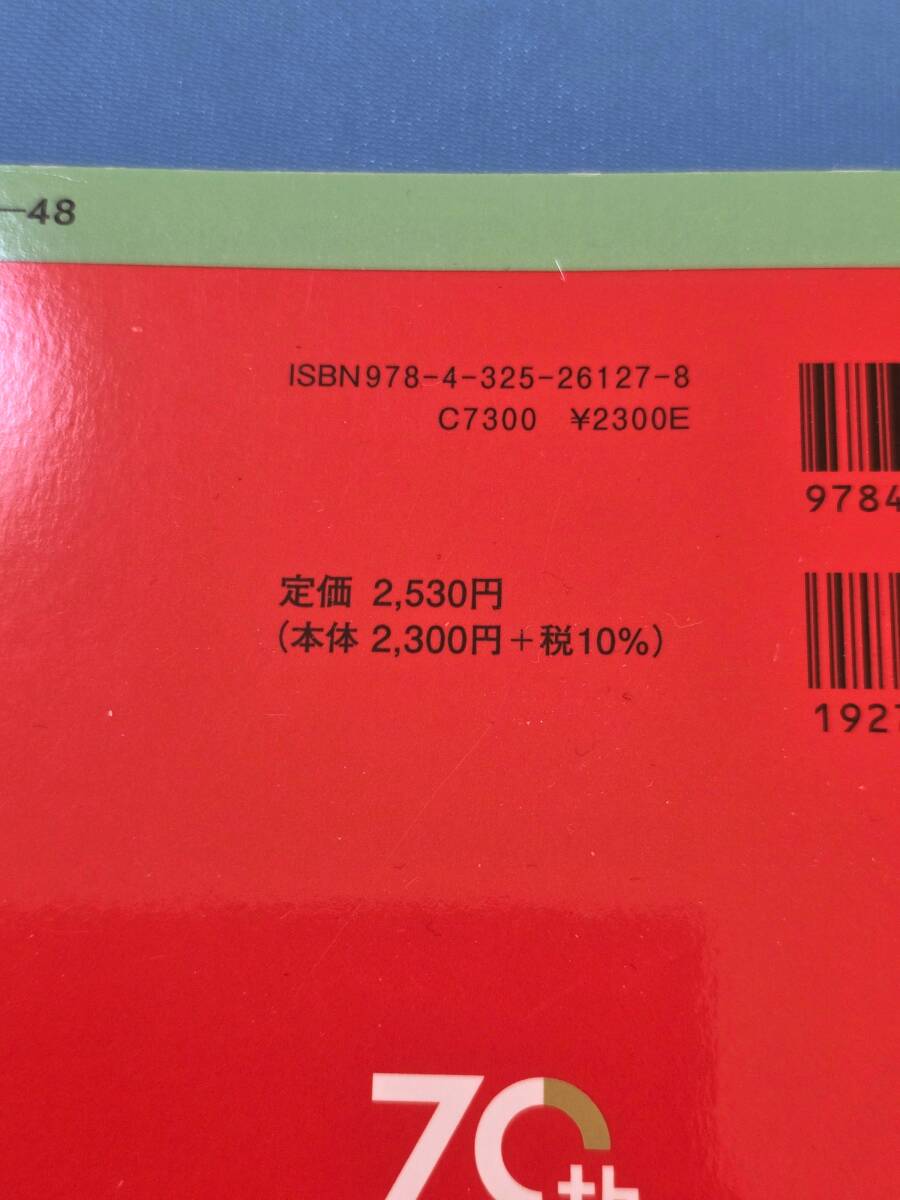 —48
ISBN978-4-325-26127-8
C7300 ¥2300E
9784
定価 2,530円
(本体 2,300円+税10%)
1927
70th